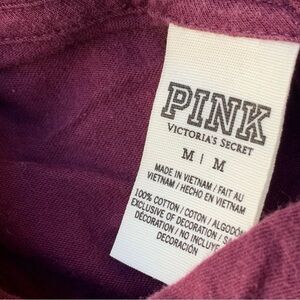 PINK
VICTORIA'S SECRET
M | M
MADE IN VIETNAM / FAIT AU
VIETNAM / HECHO EN VIETNAM
100% COTTON / COTON / ALGODÓN
EXCLUSIVE OF DECORATION /
DÉCORATION / NO INCLUYE
DECORACIÓN